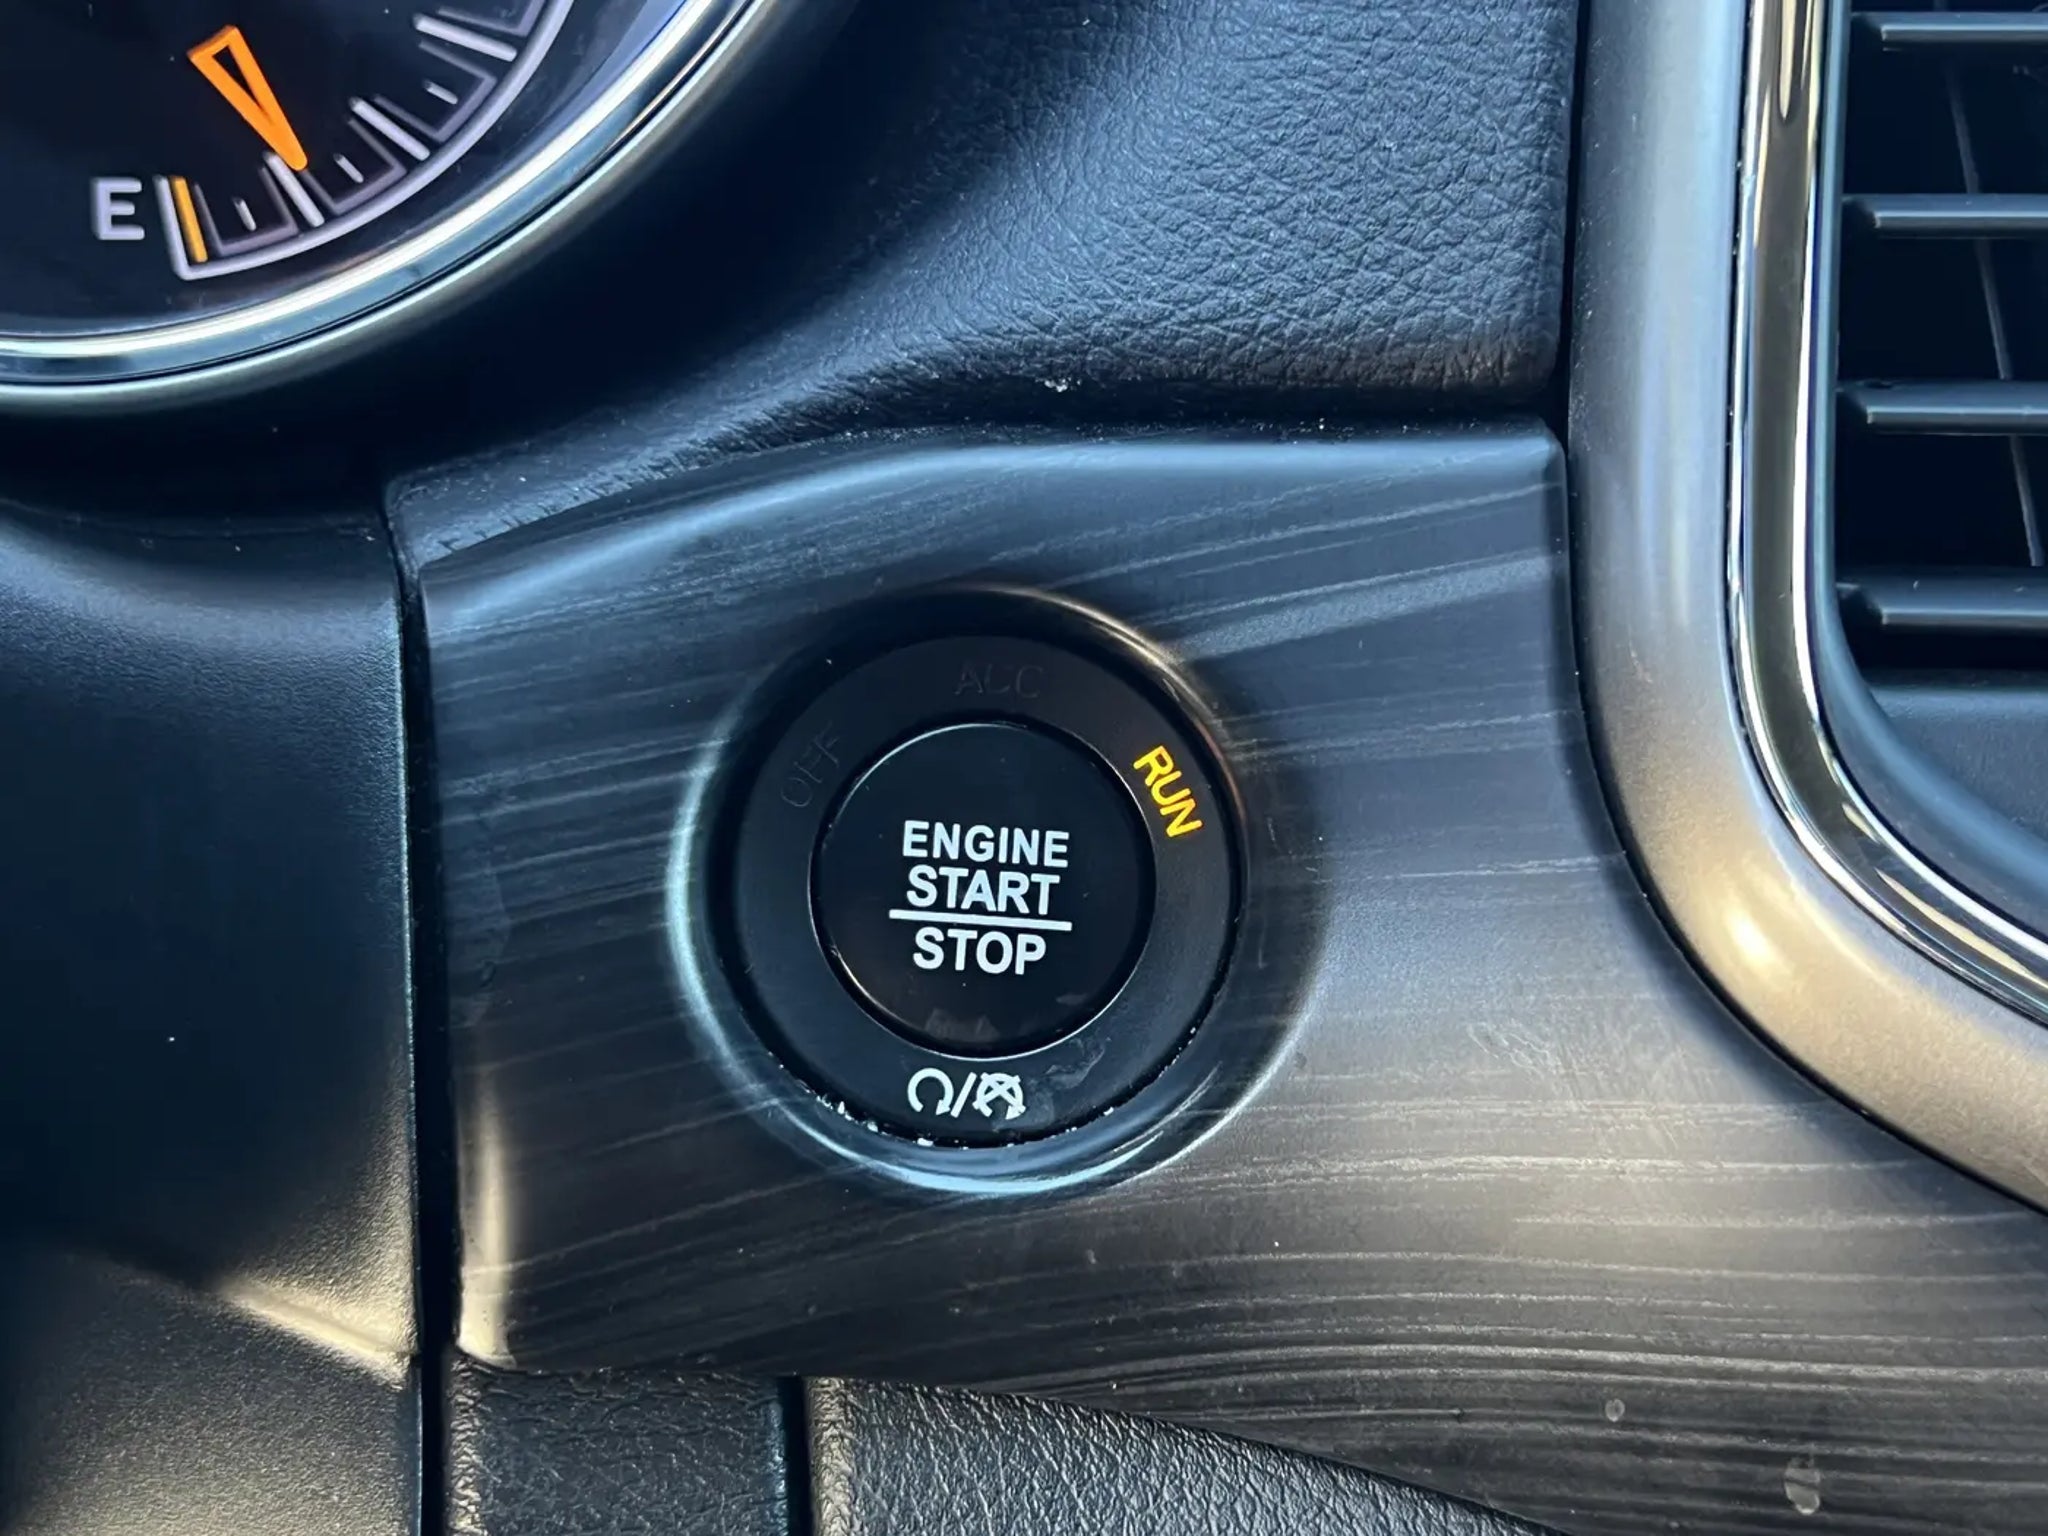 E
ACC
OFF
RUN
ENGINE
START
STOP